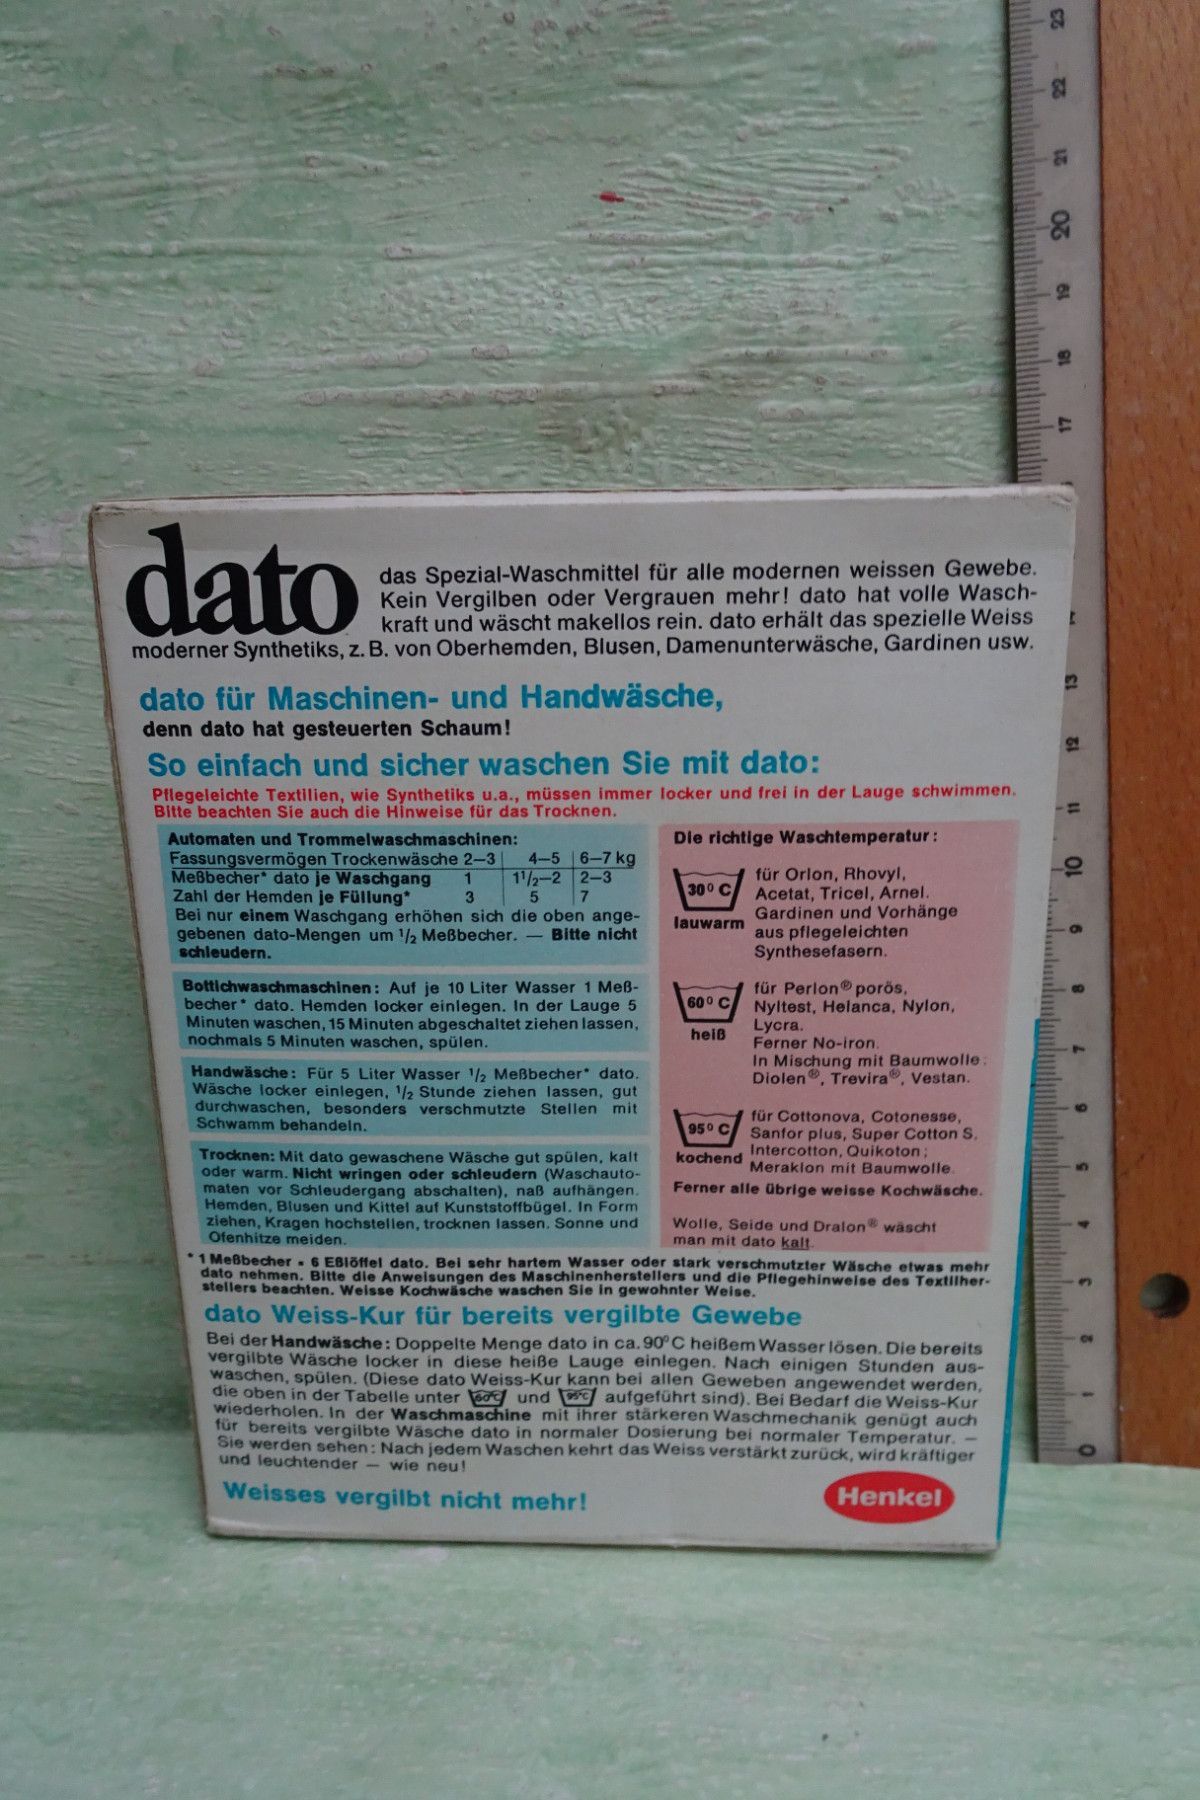 dato
das Spezial-Waschmittel für alle modernen weissen Gewebe.
Kein Vergilben oder Vergrauen mehr! dato hat volle Wasch-
kraft und wäscht makellos rein. dato erhält das spezielle Weiss
moderner Synthetiks, z. B. von Oberhemden, Blusen, Damenunterwäsche, Gardinen usw.
dato für Maschinen- und Handwäsche,
denn dato hat gesteuerten Schaum!
So einfach und sicher waschen Sie mit dato:
Pflegeleichte Textilien, wie Synthetiks u.a., müssen immer locker und frei in der Lauge schwimmen.
Bitte beachten Sie auch die Hinweise für das Trocknen.
Automaten und Trommelwaschmaschinen:
Fassungsvermögen Trockenwäsche 2–3 4–5 6–7 kg
Meßbecher* dato je Waschgang 1 1½–2 2–3
Zahl der Hemden je Füllung* 3 5 7
Bei nur einem Waschgang erhöhen sich die oben ange-
gebenen dato-Mengen um ½ Meßbecher. — Bitte nicht
schleudern.
Bottichwaschmaschinen: Auf je 10 Liter Wasser 1 Meß-
becher* dato. Hemden locker einlegen. In der Lauge 5
Minuten waschen, 15 Minuten abgeschaltet ziehen lassen,
nochmals 5 Minuten waschen, spülen.
Handwäsche: Für 5 Liter Wasser ½ Meßbecher* dato.
Wäsche locker einlegen, ½ Stunde ziehen lassen, gut
durchwaschen, besonders verschmutzte Stellen mit
Schwamm behandeln.
Trocknen: Mit dato gewaschene Wäsche gut spülen, kalt
oder warm. Nicht wringen oder schleudern (Waschauto-
maten vor Schleudergang abschalten), naß aufhängen.
Hemden, Blusen und Kittel auf Kunststoffbügel. In Form
ziehen, Kragen hochstellen, trocknen lassen. Sonne und
Ofenhitze meiden.
Die richtige Waschtemperatur:
30° C
lauwarm
für Orlon, Rhovyl,
Acetat, Tricel, Arnel.
Gardinen und Vorhänge
aus pflegeleichten
Synthesefasern.
60° C
heiß
für Perlon® porös,
Nyltest, Helanca, Nylon,
Lycra.
Ferner No-iron.
In Mischung mit Baumwolle:
Diolen®, Trevira®, Vestan.
95° C
kochend
für Cottonova, Cotonesse,
Sanfor plus, Super Cotton S,
Intercotton, Quikoton;
Meraklon mit Baumwolle.
Ferner alle übrige weisse Kochwäsche.
Wolle, Seide und Dralon® wäscht
man mit dato kalt.
* 1 Meßbecher = 6 Eßlöffel dato. Bei sehr hartem Wasser oder stark verschmutzter Wäsche etwas mehr
dato nehmen. Bitte die Anweisungen des Maschinenherstellers und die Pflegehinweise des Textilher-
stellers beachten. Weisse Kochwäsche waschen Sie in gewohnter Weise.
dato Weiss-Kur für bereits vergilbte Gewebe
Bei der Handwäsche: Doppelte Menge dato in ca. 90°C heißem Wasser lösen. Die bereits
vergilbte Wäsche locker in diese heiße Lauge einlegen. Nach einigen Stunden aus-
waschen, spülen. (Diese dato Weiss-Kur kann bei allen Geweben angewendet werden,
die oben in der Tabelle unter 60°C und 95°C aufgeführt sind). Bei Bedarf die Weiss-Kur
wiederholen. In der Waschmaschine mit ihrer stärkeren Waschmechanik genügt auch
für bereits vergilbte Wäsche dato in normaler Dosierung bei normaler Temperatur. —
Sie werden sehen: Nach jedem Waschen kehrt das Weiss verstärkt zurück, wird kräftiger
und leuchtender — wie neu!
Weisses vergilbt nicht mehr!
Henkel
23
22
21
20
19
18
17
13
12
11
10
9
8
7
6
5
4
3
2
1
0